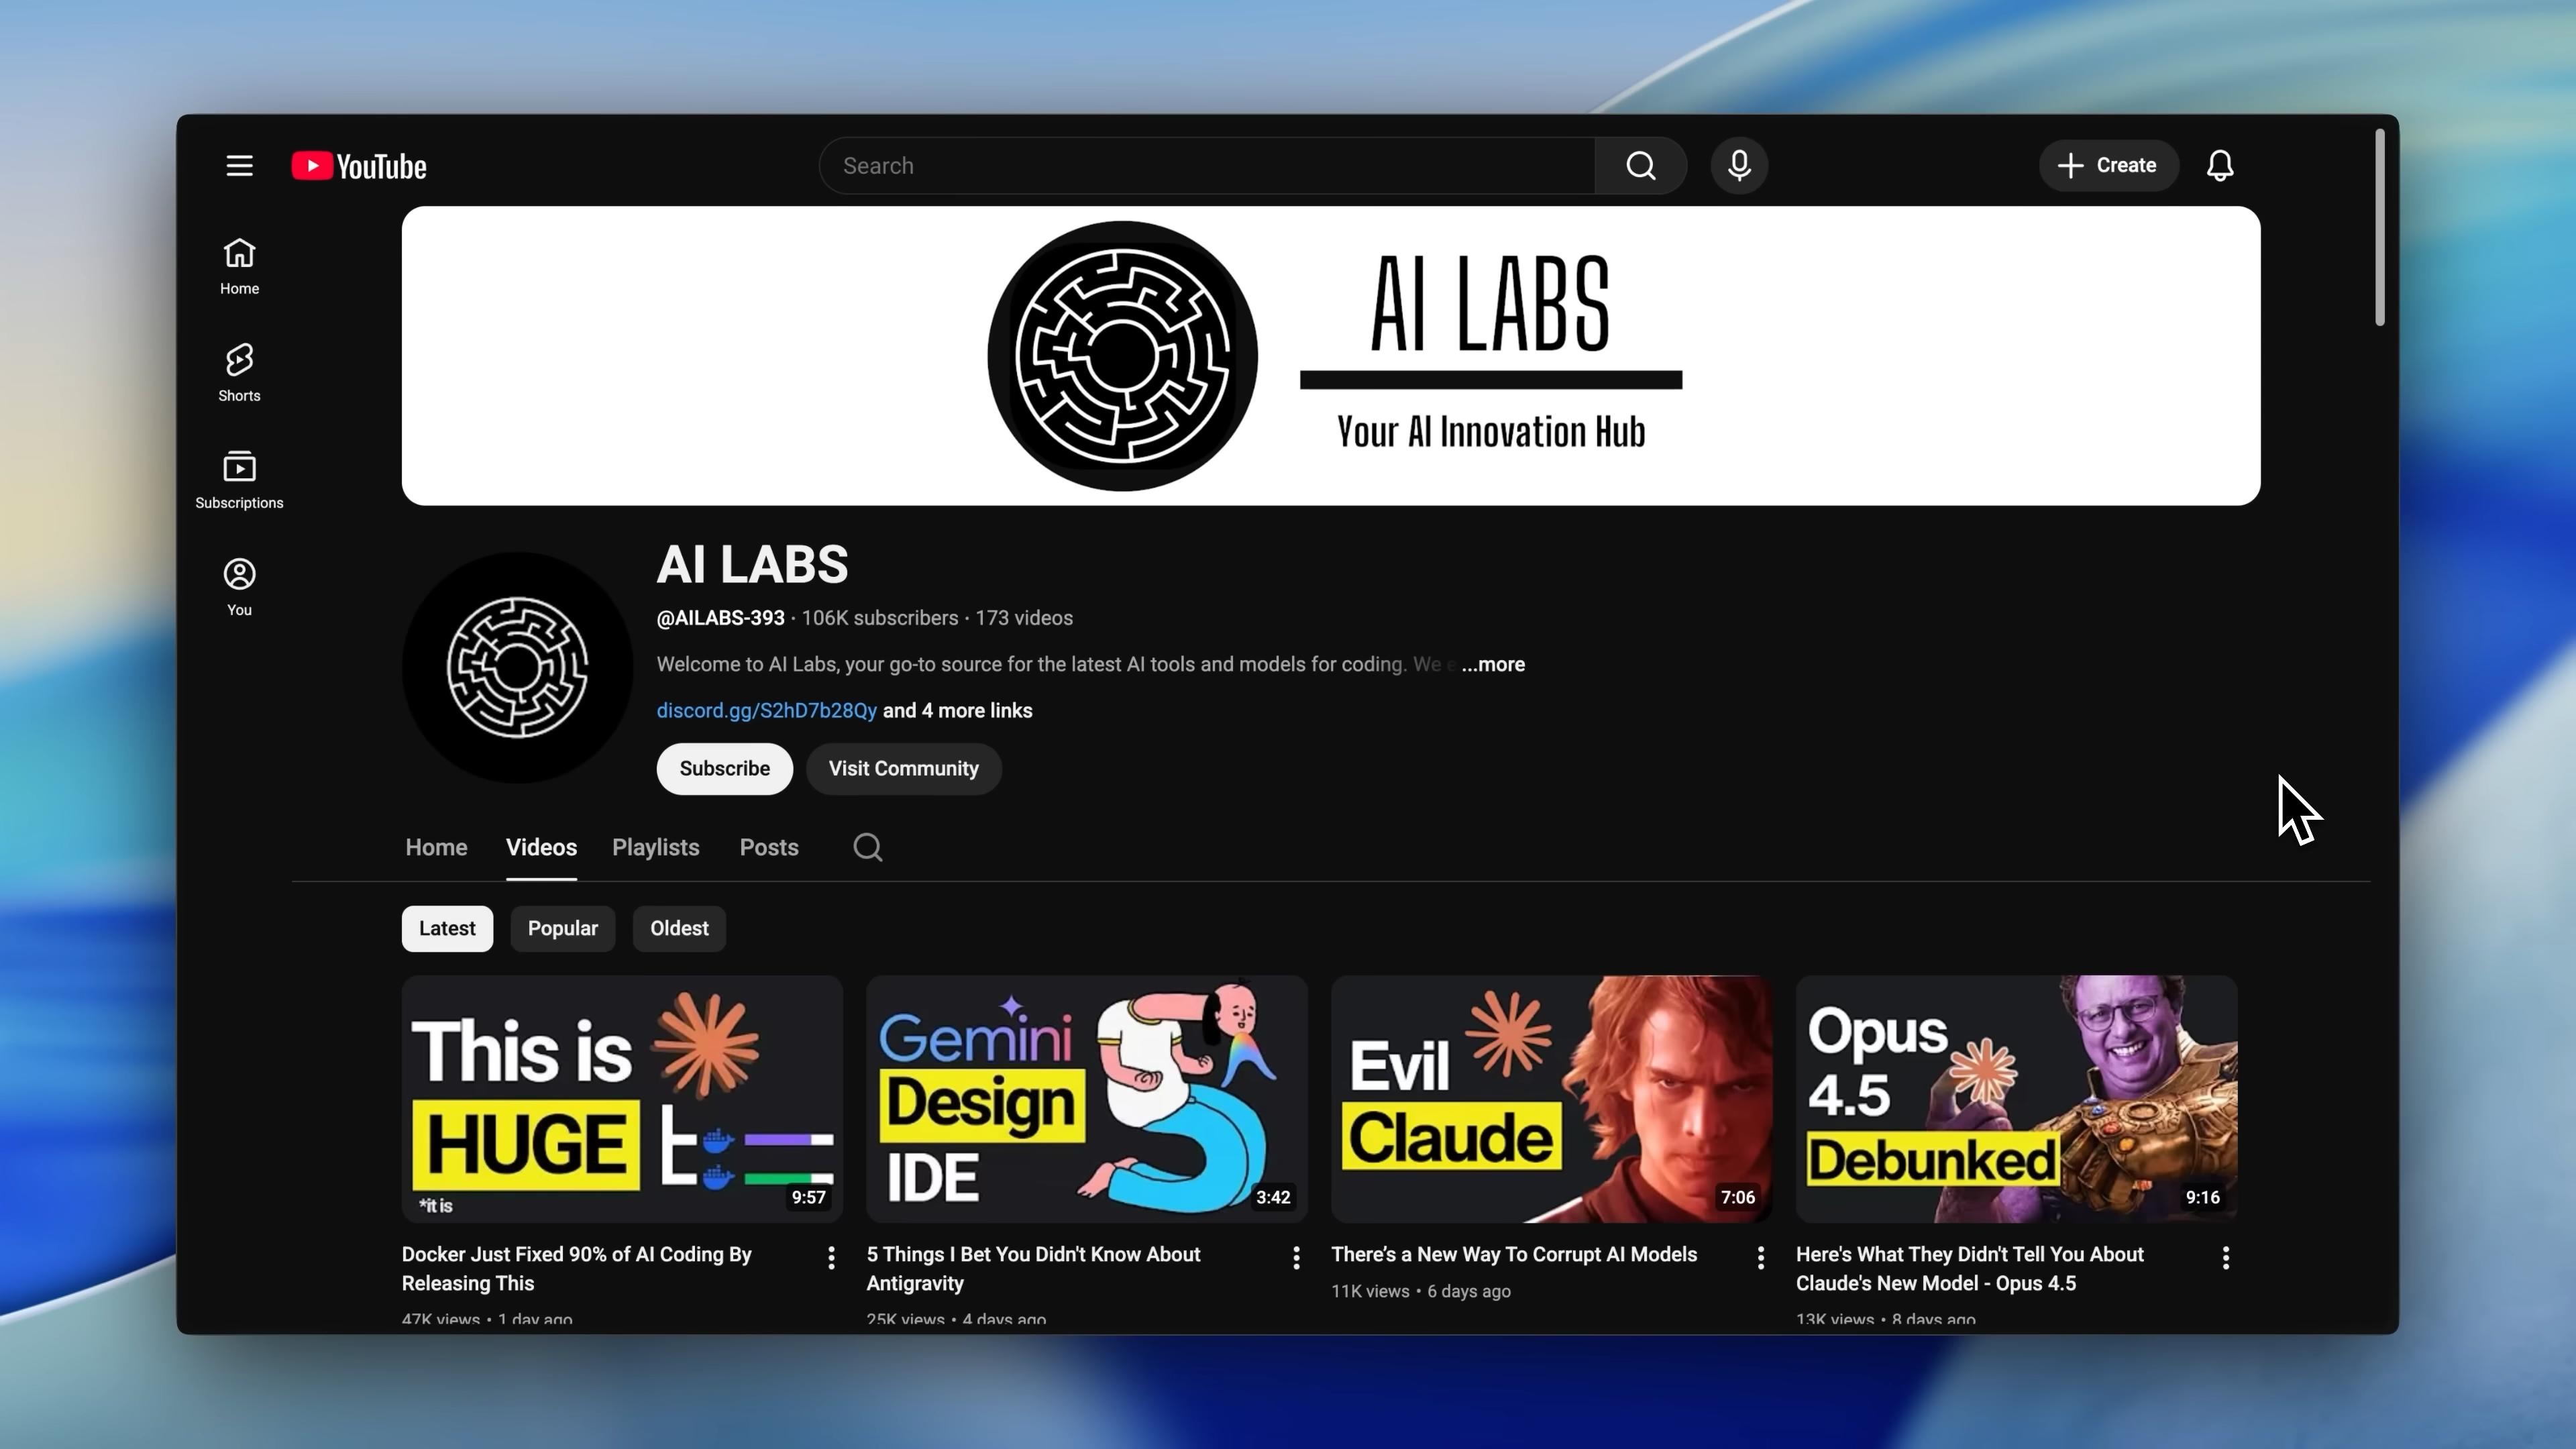 YouTube
Search
Create
Home
Shorts
Subscriptions
You
AI LABS
Your AI Innovation Hub
AI LABS
@AILABS-393 · 106K subscribers · 173 videos
Welcome to AI Labs, your go-to source for the latest AI tools and models for coding. We e ...more
discord.gg/S2hD7b28Qy and 4 more links
Subscribe
Visit Community
Home
Videos
Playlists
Posts
Latest
Popular
Oldest
This is
HUGE
*it is
9:57
Gemini
Design
IDE
3:42
Evil
Claude
7:06
Opus
4.5
Debunked
9:16
Docker Just Fixed 90% of AI Coding By
Releasing This
47K views • 1 day ago
5 Things I Bet You Didn't Know About
Antigravity
25K views • 4 days ago
There’s a New Way To Corrupt AI Models
11K views • 6 days ago
Here's What They Didn't Tell You About
Claude's New Model - Opus 4.5
13K views • 8 days ago